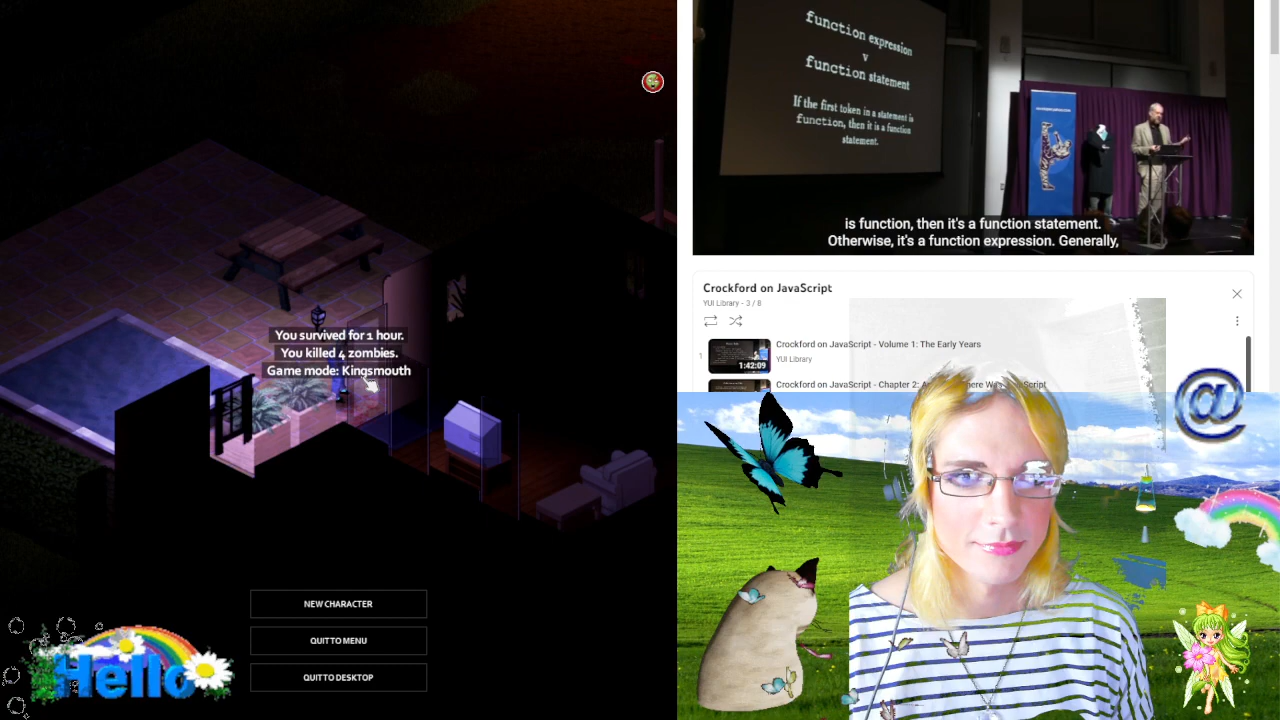 You survived for 1 hour.
You killed 4 zombies.
Game mode: Kingsmouth
NEW CHARACTER
QUIT TO MENU
QUIT TO DESKTOP
Hello
function expression
v
function statement
If the first token in a statement is
function, then it is a function
statement.
is function, then it's a function statement.
Otherwise, it's a function expression. Generally,
Crockford on JavaScript
YUI Library - 3 / 8
1
1:42:09
Crockford on JavaScript - Volume 1: The Early Years
YUI Library
Crockford on JavaScript - Chapter 2:
@